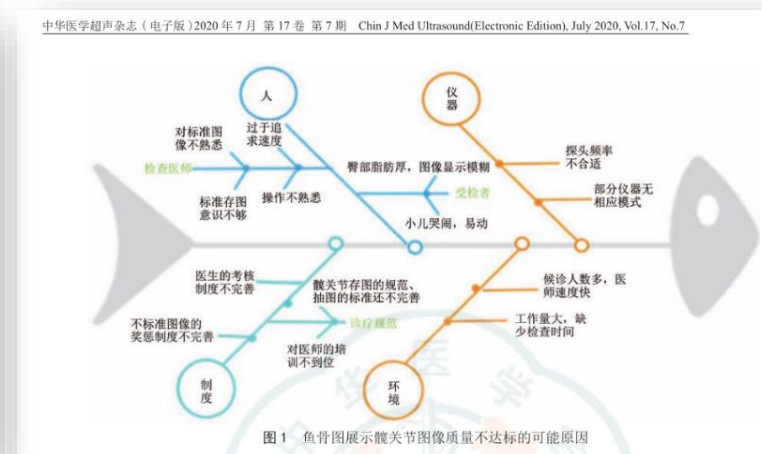 中华医学超声杂志（电子版）2020 年 7 月 第 17 卷 第 7 期 Chin J Med Ultrasound(Electronic Edition), July 2020, Vol.17, No.7
人
仪
器
对标准图
像不熟悉
过于追
求速度
检查医师
标准存图
意识不够
操作不熟悉
臀部脂肪厚，图像显示模糊
受检者
小儿哭闹，易动
探头频率
不合适
部分仪器无
相应模式
医生的考核
制度不完善
髋关节存图的规范、
抽图的标准还不完善
不标准图像的
奖惩制度不完善
诊疗规范
对医师的培
训不到位
候诊人数多，医
师速度快
工作量大，缺
少检查时间
制
度
环
境
中华医学
图 1 鱼骨图展示髋关节图像质量不达标的可能原因